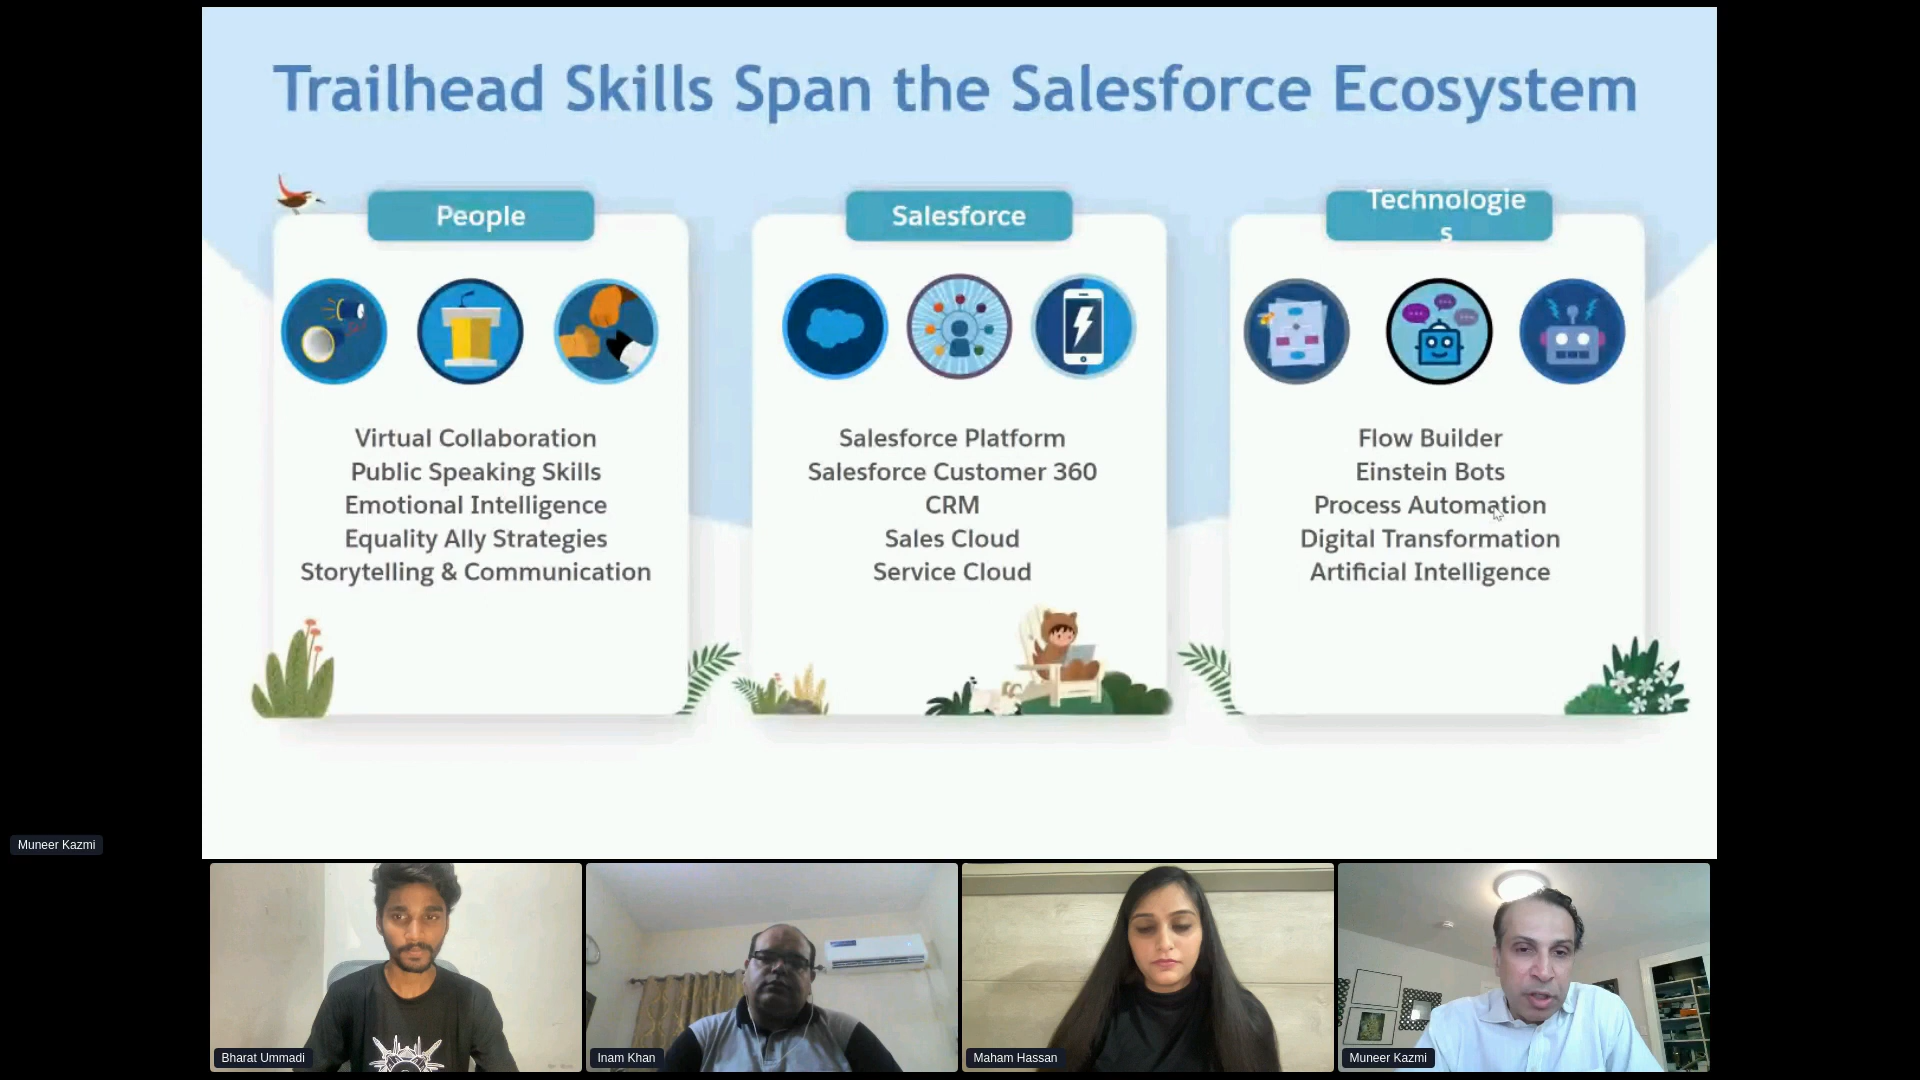 Trailhead Skills Span the Salesforce Ecosystem
People
Virtual Collaboration
Public Speaking Skills
Emotional Intelligence
Equality Ally Strategies
Storytelling & Communication
Salesforce
Salesforce Platform
Salesforce Customer 360
CRM
Sales Cloud
Service Cloud
Technologie
s
Flow Builder
Einstein Bots
Process Automation
Digital Transformation
Artificial Intelligence
Muneer Kazmi
Bharat Ummadi
Inam Khan
Maham Hassan
Muneer Kazmi